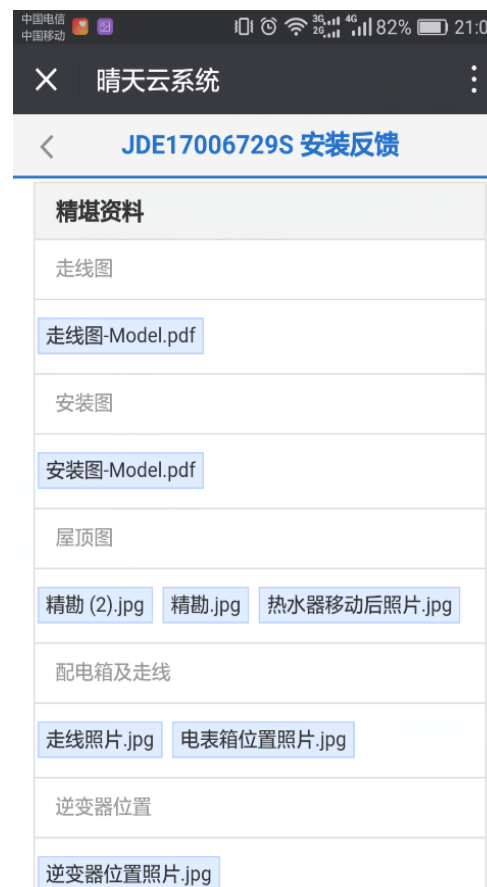 中国电信
中国移动
3G 4G 82% 21:0
2G
晴天云系统
JDE17006729S 安装反馈
精堪资料
走线图
走线图-Model.pdf
安装图
安装图-Model.pdf
屋顶图
精勘 (2).jpg 精勘.jpg 热水器移动后照片.jpg
配电箱及走线
走线照片.jpg 电表箱位置照片.jpg
逆变器位置
逆变器位置照片.jpg